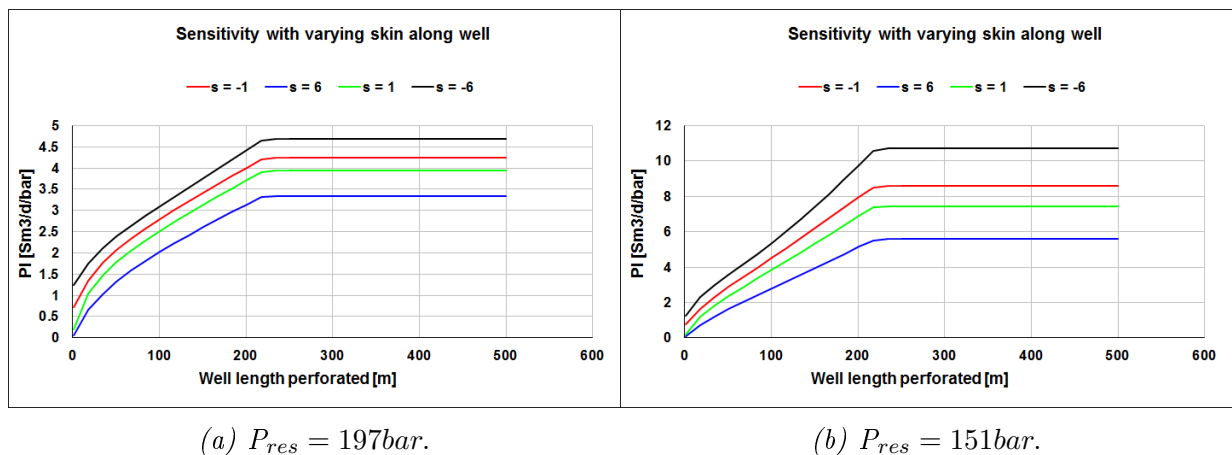 Sensitivity with varying skin along well
s = -1 s = 6 s = 1 s = -6
5
4.5
4
3.5
3
2.5
2
1.5
1
0.5
0
PI [Sm3/d/bar]
0 100 200 300 400 500 600
Well length perforated [m]
(a) P_res = 197bar.
Sensitivity with varying skin along well
s = -1 s = 6 s = 1 s = -6
12
10
8
6
4
2
0
PI [Sm3/d/bar]
0 100 200 300 400 500 600
Well length perforated [m]
(b) P_res = 151bar.